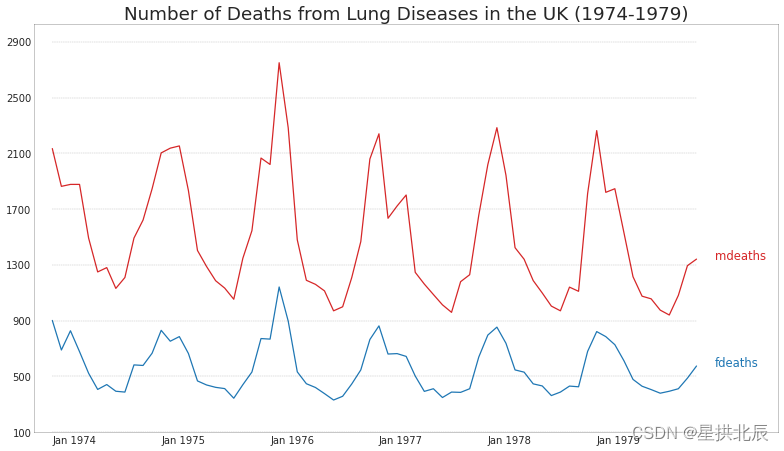 Number of Deaths from Lung Diseases in the UK (1974-1979)
2900
2500
2100
1700
1300
900
500
100
mdeaths
fdeaths
Jan 1974 Jan 1975 Jan 1976 Jan 1977 Jan 1978 Jan 1979
CSDN @星拱北辰